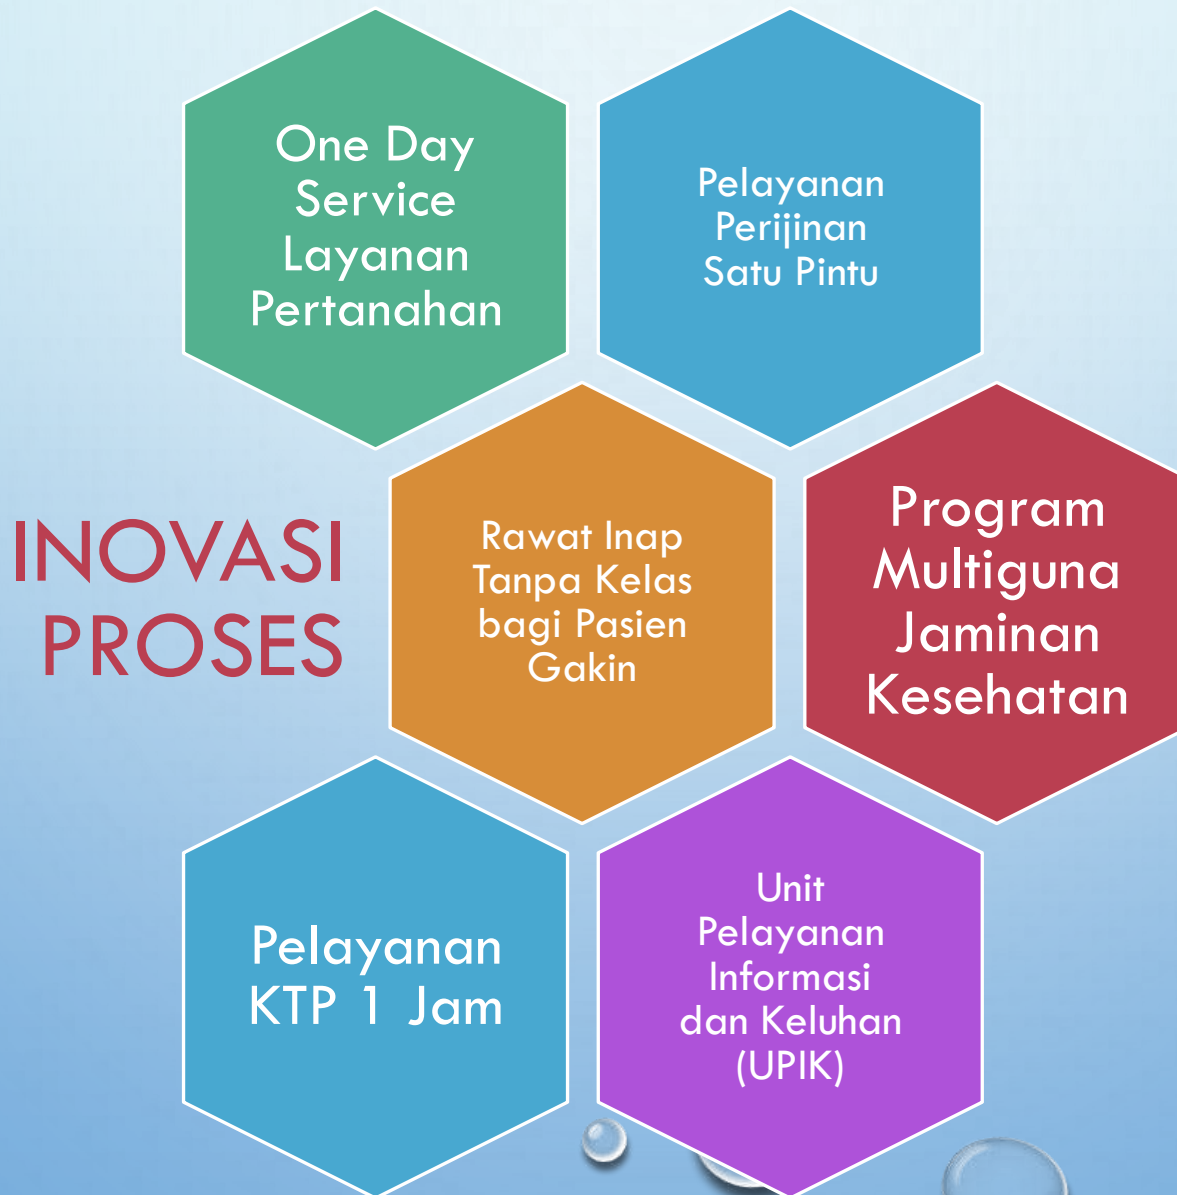 One Day
Service
Layanan
Pertanahan
Pelayanan
Perijinan
Satu Pintu
INOVASI
PROSES
Rawat Inap
Tanpa Kelas
bagi Pasien
Gakin
Program
Multiguna
Jaminan
Kesehatan
Pelayanan
KTP 1 Jam
Unit
Pelayanan
Informasi
dan Keluhan
(UPIK)